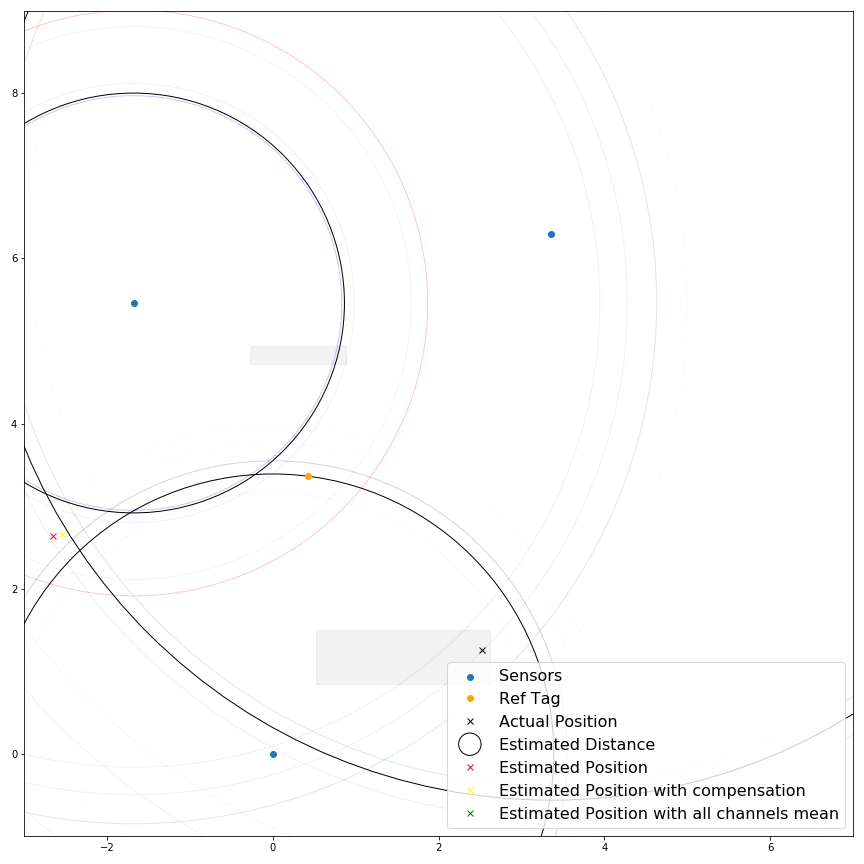 8
6
4
2
0
−2
0
2
4
6
Sensors
Ref Tag
Actual Position
Estimated Distance
Estimated Position
Estimated Position with compensation
Estimated Position with all channels mean